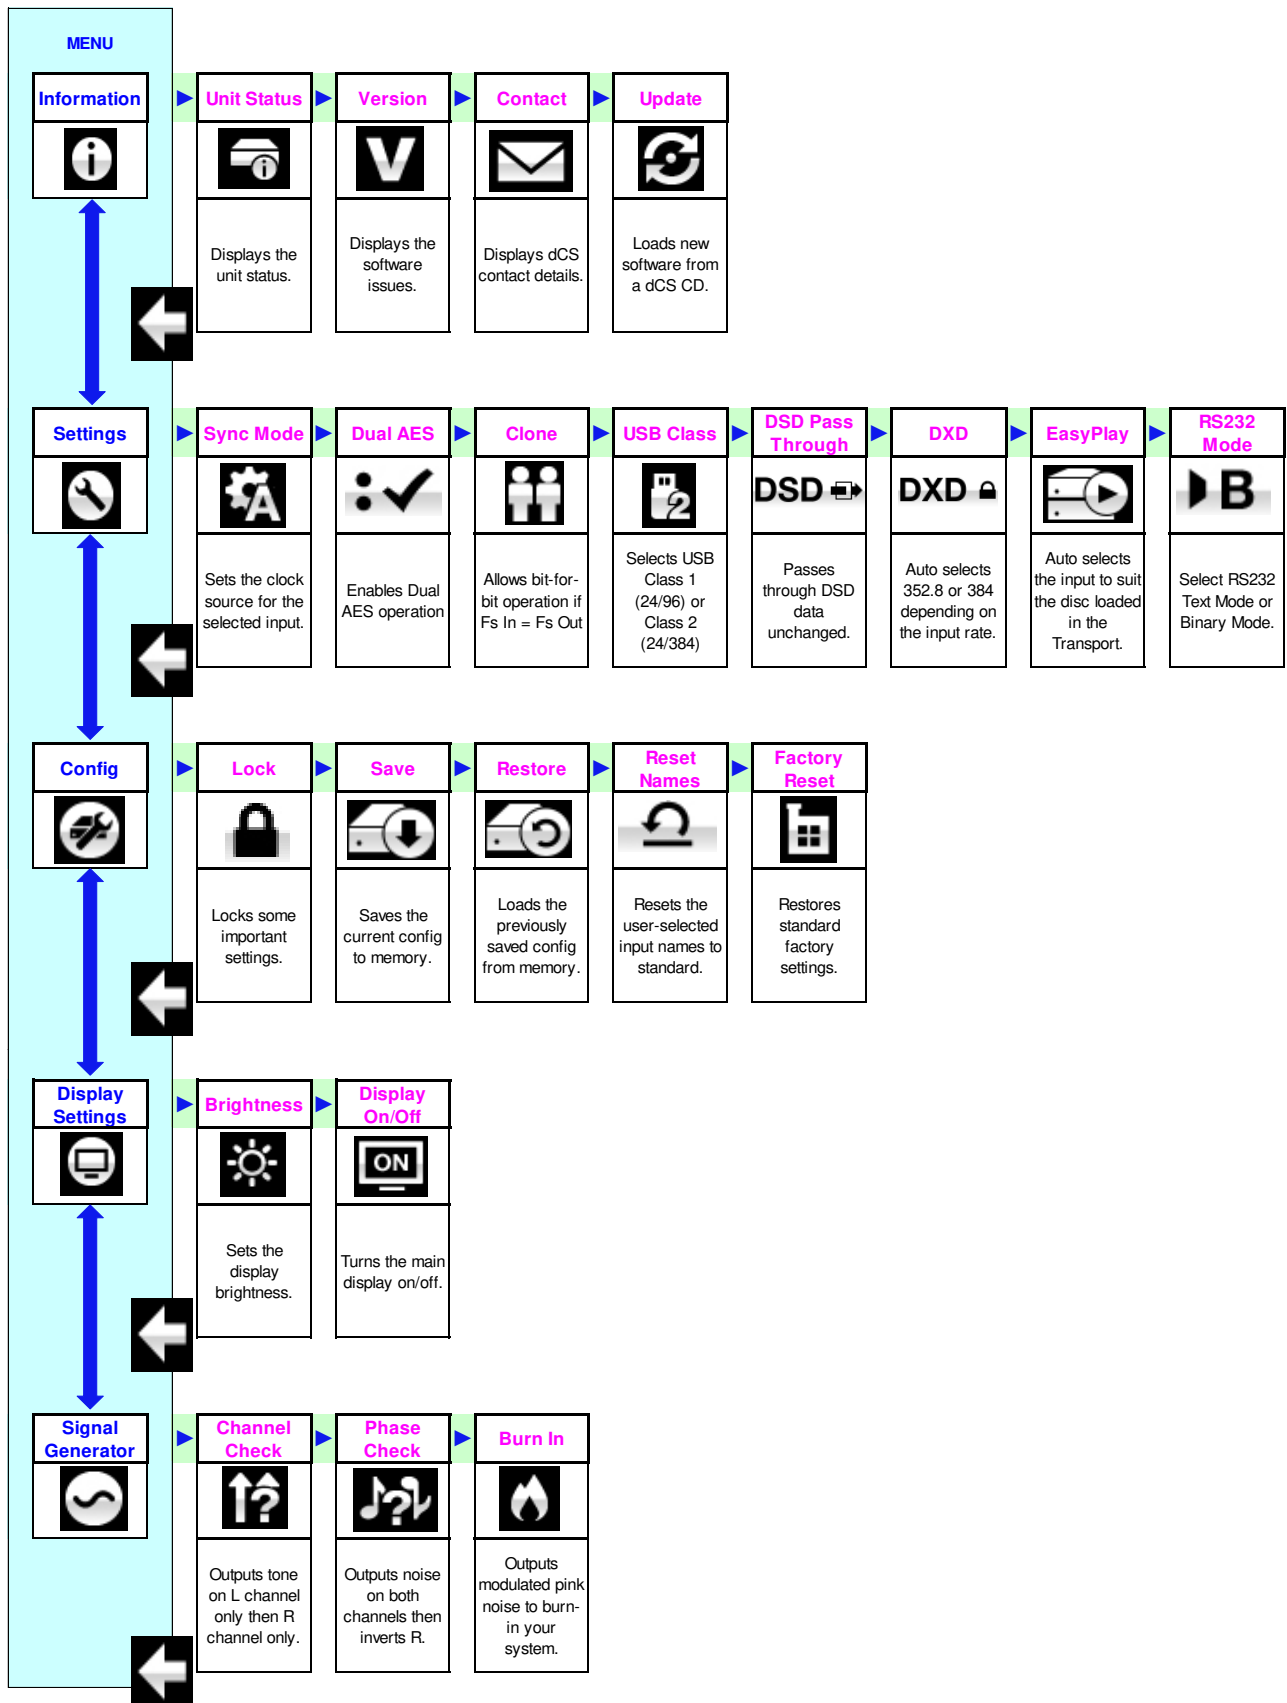 MENU
Information
Unit Status
Version
Contact
Update
V
Displays the
unit status.
Displays the
software
issues.
Displays dCS
contact details.
Loads new
software from
a dCS CD.
Settings
Sync Mode
Dual AES
Clone
USB Class
DSD Pass
Through
DXD
EasyPlay
RS232
Mode
A
2
DSD
DXD
B
Sets the clock
source for the
selected input.
Enables Dual
AES operation
Allows bit-for-
bit operation if
Fs In = Fs Out
Selects USB
Class 1
(24/96) or
Class 2
(24/384)
Passes
through DSD
data
unchanged.
Auto selects
352.8 or 384
depending on
the input rate.
Auto selects
the input to suit
the disc loaded
in the
Transport.
Select RS232
Text Mode or
Binary Mode.
Config
Lock
Save
Restore
Reset
Names
Factory
Reset
Locks some
important
settings.
Saves the
current config
to memory.
Loads the
previously
saved config
from memory.
Resets the
user-selected
input names to
standard.
Restores
standard
factory
settings.
Display
Settings
Brightness
Display
On/Off
ON
Sets the
display
brightness.
Turns the main
display on/off.
Signal
Generator
Channel
Check
Phase
Check
Burn In
?
?
Outputs tone
on L channel
only then R
channel only.
Outputs noise
on both
channels then
inverts R.
Outputs
modulated pink
noise to burn-
in your
system.